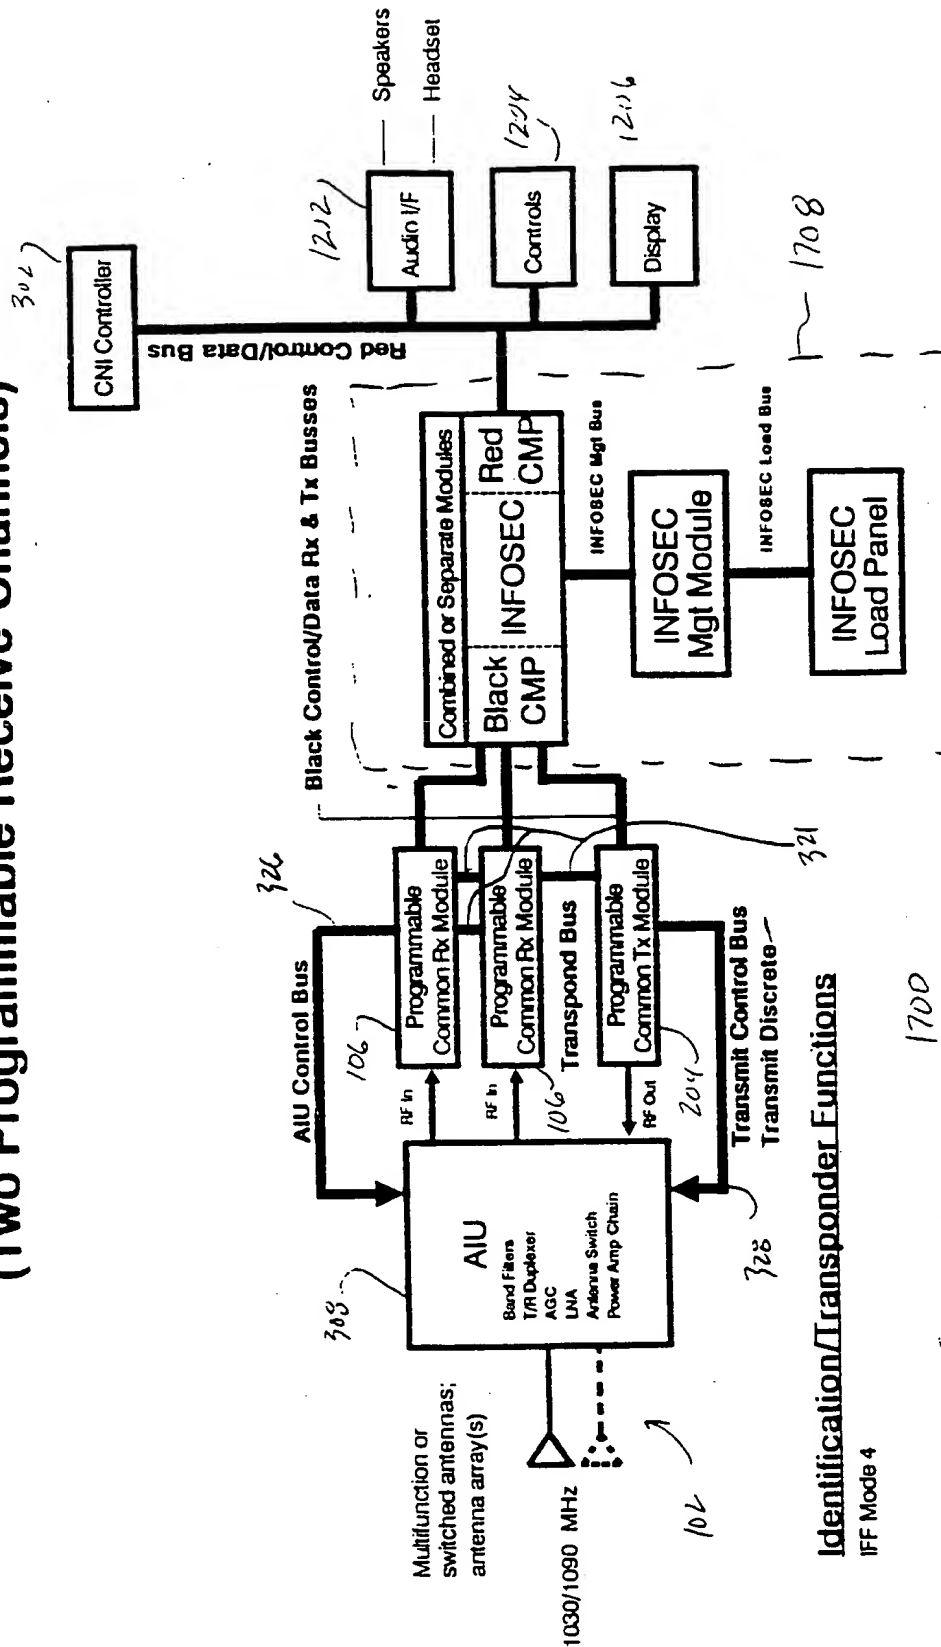 (Two Programmable Receive Channels)
302
CNI Controller
Red Control/Data Bus
1202
Audio I/F
Speakers
Headset
1204
Controls
1206
Display
Black Control/Data Rx & Tx Busses
Combined or Separate Modules
Black CMP
INFOSEC
Red CMP
INFOSEC Mgt Bus
INFOSEC
Mgt Module
INFOSEC Load Bus
INFOSEC
Load Panel
1708
326
AIU Control Bus
106
Programmable
Common Rx Module
RF In
Programmable
Common Rx Module
RF In
106
Transpond Bus
321
Programmable
Common Tx Module
RF Out
204
Transmit Control Bus
Transmit Discrete
328
308
AIU
Band Filters
T/R Duplexer
AGC
LNA
Antenna Switch
Power Amp Chain
Multifunction or
switched antennas;
antenna array(s)
1030/1090 MHz
102
Identification/Transponder Functions
IFF Mode 4
1700